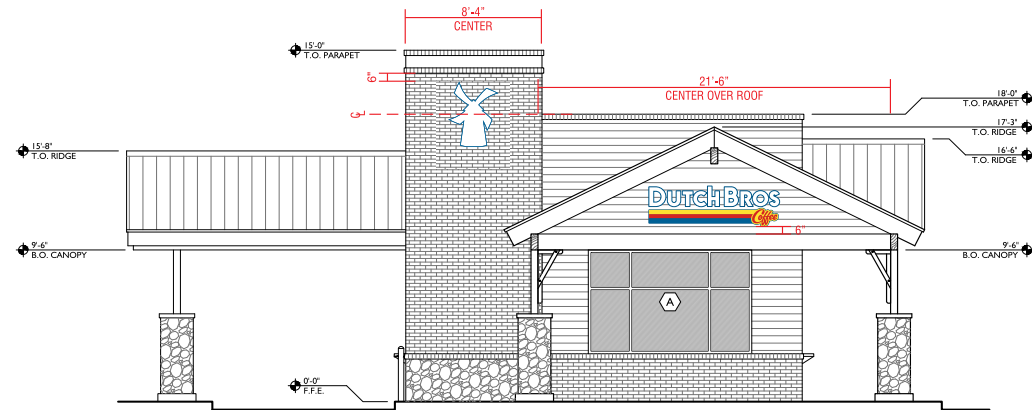 8'-4"
CENTER
15'-0"
T.O. PARAPET
6"
21'-6"
CENTER OVER ROOF
18'-0"
T.O. PARAPET
CL
17'-3"
T.O. RIDGE
15'-8"
T.O. RIDGE
16'-6"
T.O. RIDGE
DUTCH BROS
Coffee
6"
9'-6"
B.O. CANOPY
9'-6"
B.O. CANOPY
A
0'-0"
F.F.E.